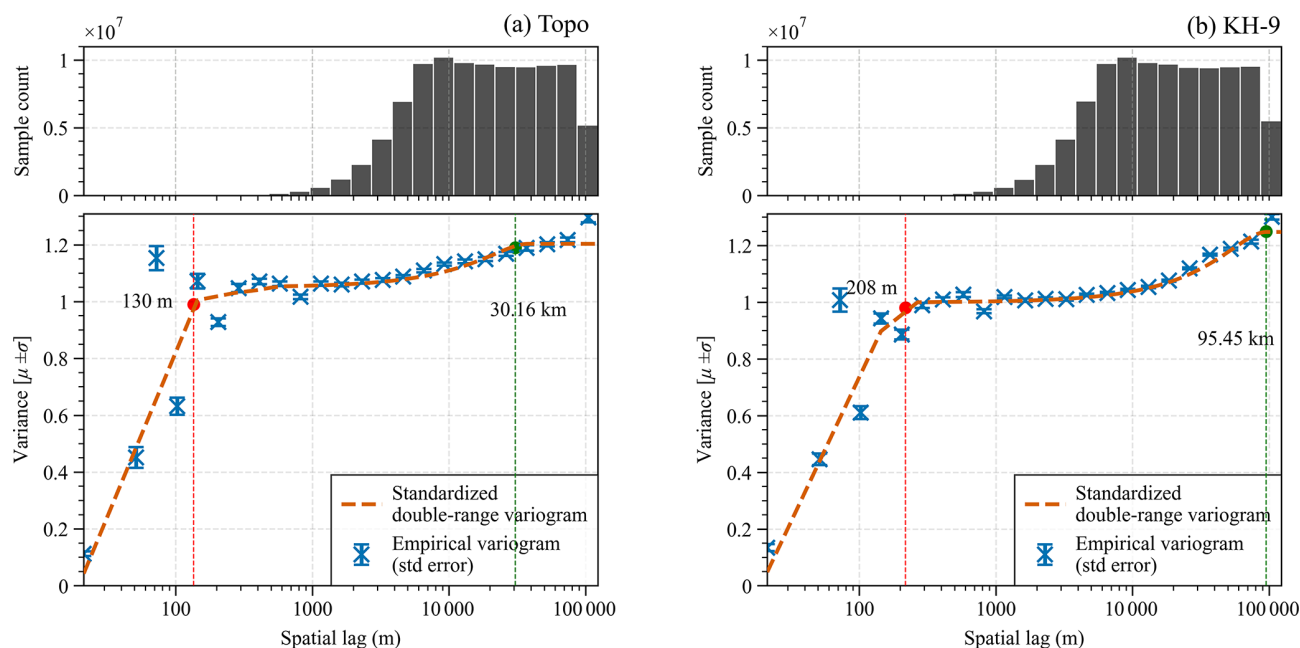 (a) Topo
×10⁷
1
0.5
0
Sample count
1.2
1.0
0.8
0.6
0.4
0.2
0
Variance [μ ±σ]
130 m
30.16 km
Standardized
double-range variogram
Empirical variogram
(std error)
100
1000
10 000
100 000
Spatial lag (m)
(b) KH-9
×10⁷
1
0.5
0
Sample count
1.2
1.0
0.8
0.6
0.4
0.2
0
Variance [μ ±σ]
208 m
95.45 km
Standardized
double-range variogram
Empirical variogram
(std error)
100
1000
10 000
100 000
Spatial lag (m)